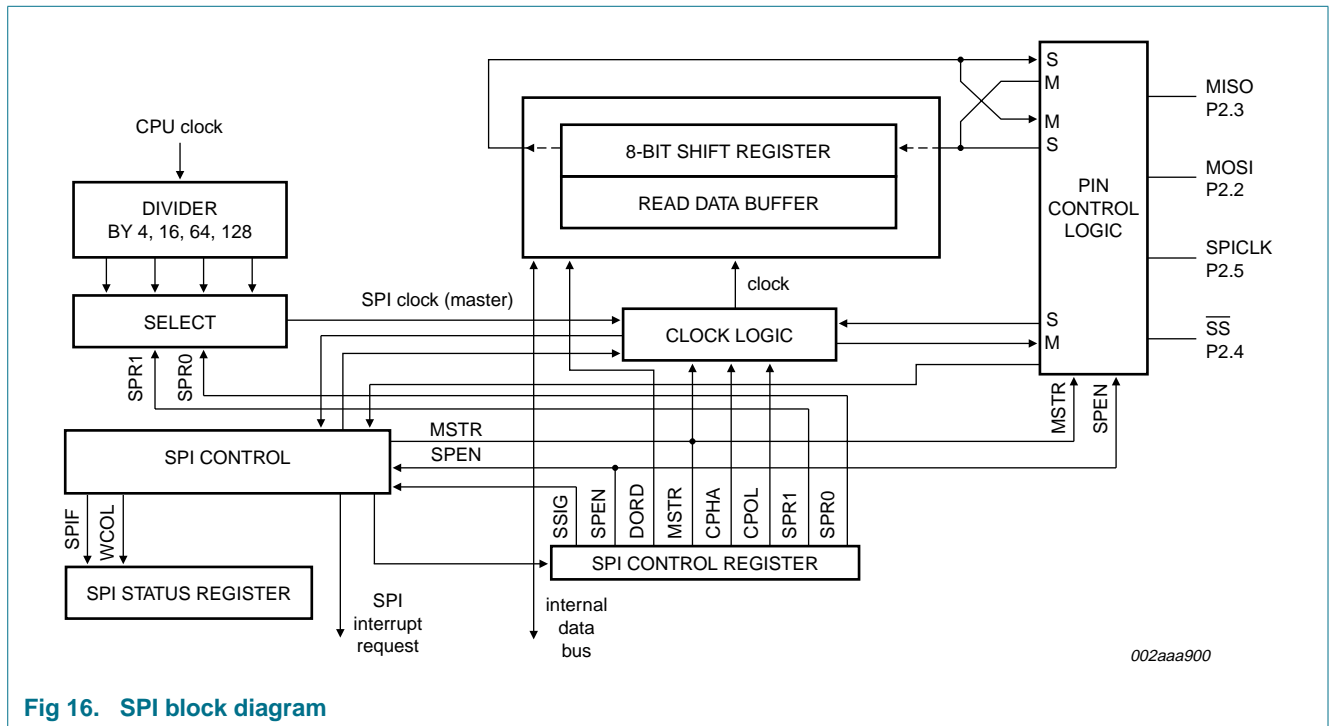 CPU clock
DIVIDER
BY 4, 16, 64, 128
SELECT
SPR1
SPR0
SPI clock (master)
8-BIT SHIFT REGISTER
READ DATA BUFFER
clock
CLOCK LOGIC
S
M
M
S
PIN
CONTROL
LOGIC
S
M
MISO
P2.3
MOSI
P2.2
SPICLK
P2.5
SS
P2.4
MSTR
SPEN
SPI CONTROL
MSTR
SPEN
SPIF
WCOL
SPI STATUS REGISTER
SPI
interrupt
request
SSIG
SPEN
DORD
MSTR
CPHA
CPOL
SPR1
SPR0
SPI CONTROL REGISTER
internal
data
bus
002aaa900
Fig 16. SPI block diagram